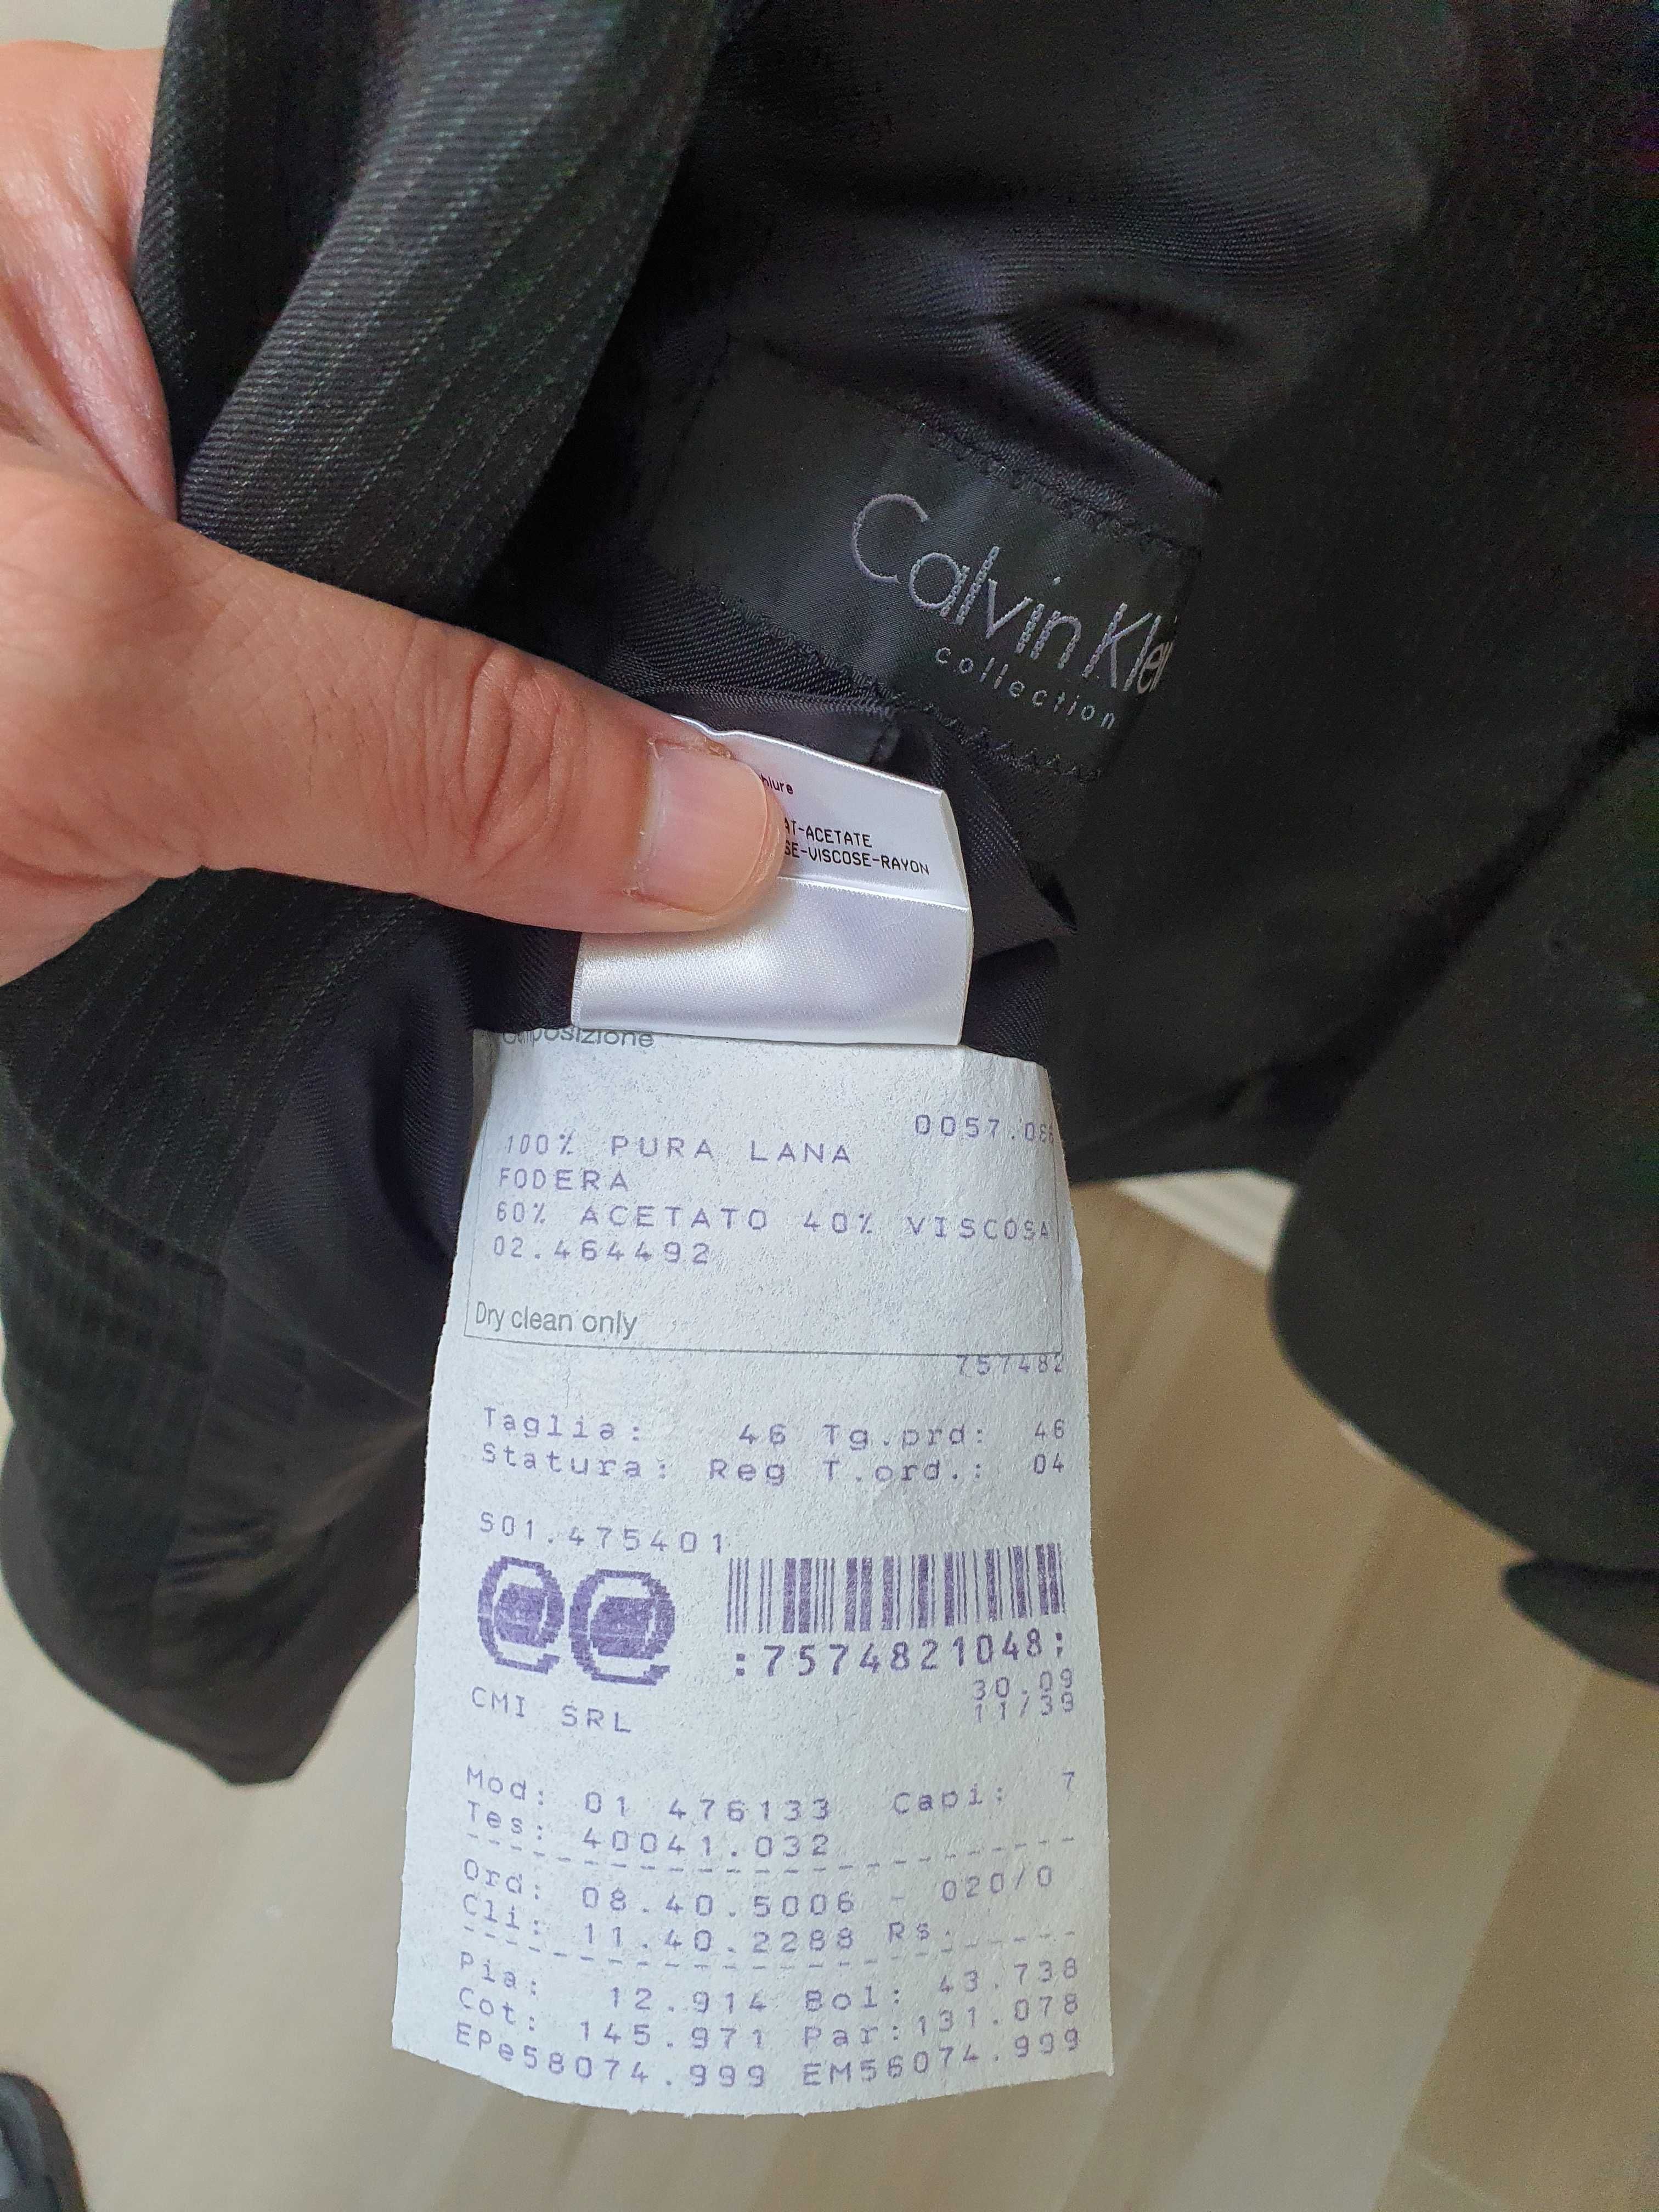 Calvin Klein
collection
AT-ACETATE
SE-VISCOSE-RAYON
Composizione
0057.086
100% PURA LANA
FODERA
60% ACETATO 40% VISCOSA
02.464492
Dry clean only
757482
Taglia: 46 Tg.prd: 46
Statura: Reg T.ord.: 04
S01.475401
:7574821048;
30.09
11/39
CMI SRL
Mod: 01 476133 Capi: 7
Tes: 40041.032
Ord: 08.40.5006 - 020/0
Cli: 11.40.2288 Rs.
Pia: 12.914 Bol: 43.738
Cot: 145.971 Par:131.078
EPe58074.999 EM56074.999